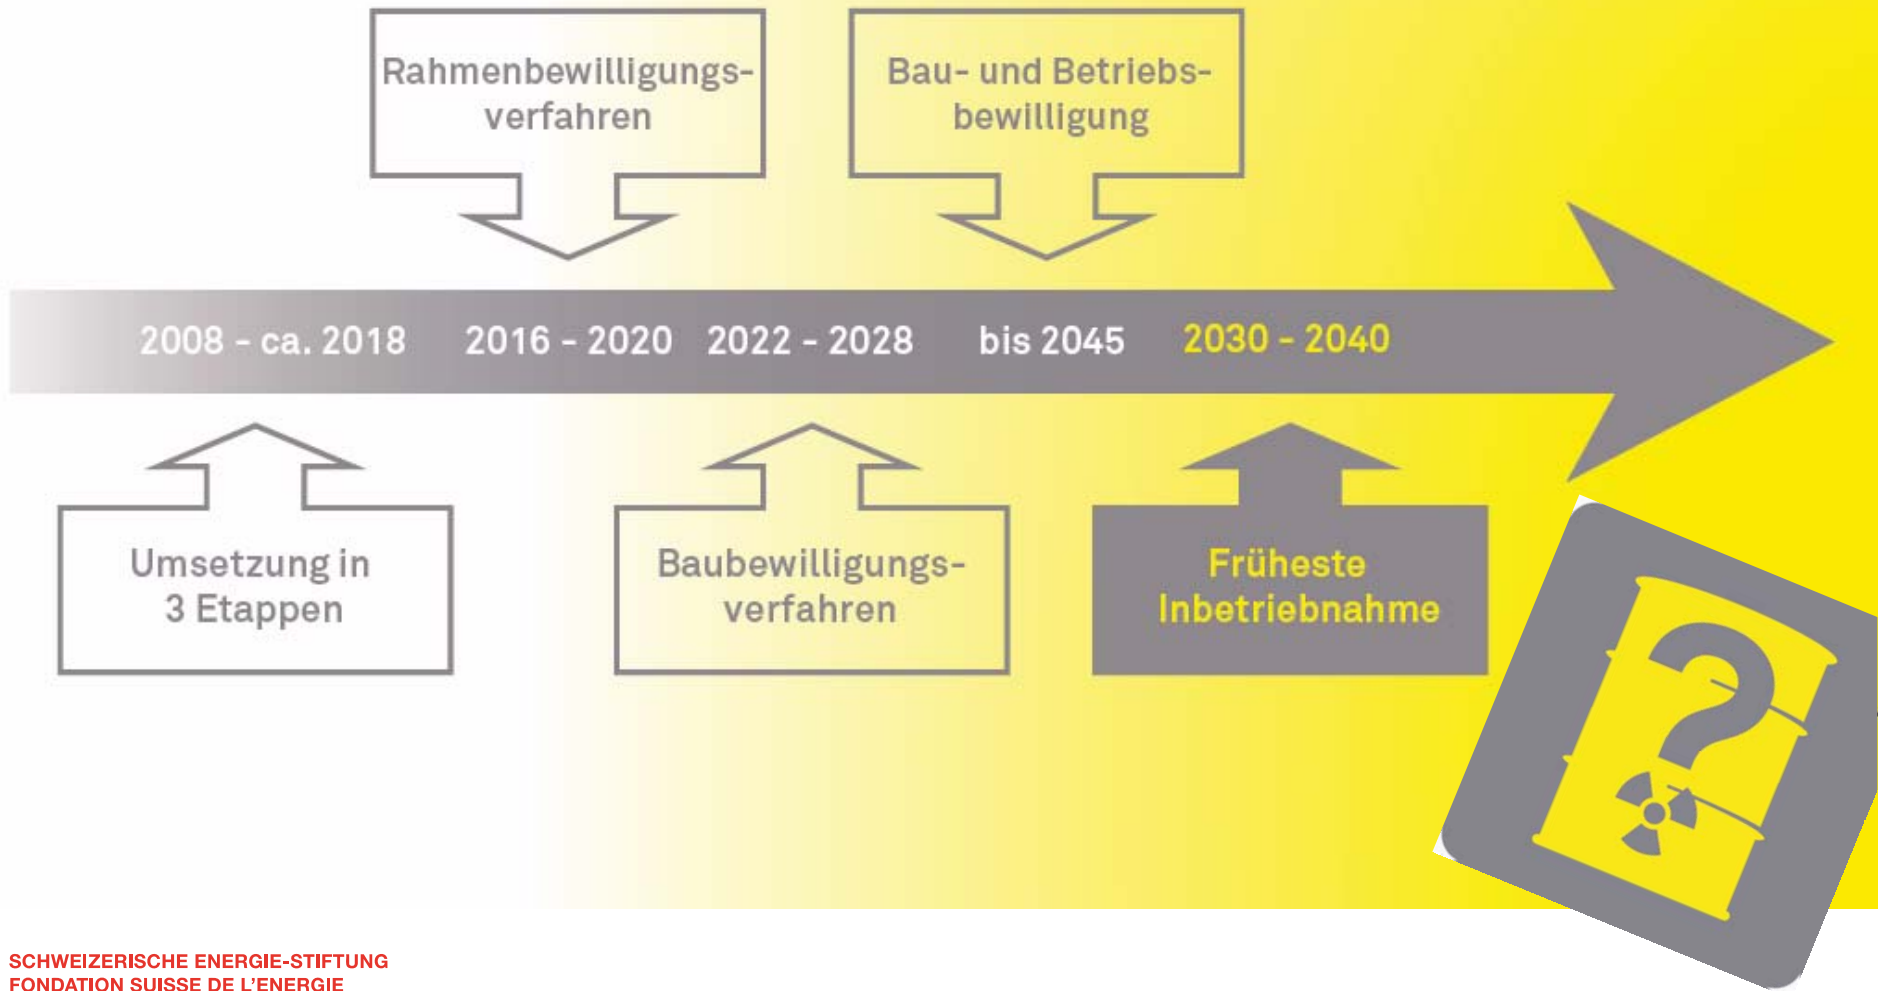 Rahmenbewilligungs-
verfahren
Bau- und Betriebs-
bewilligung
2008 - ca. 2018 2016 - 2020 2022 - 2028 bis 2045 2030 - 2040
Umsetzung in
3 Etappen
Baubewilligungs-
verfahren
Früheste
Inbetriebnahme
?
SCHWEIZERISCHE ENERGIE-STIFTUNG
FONDATION SUISSE DE L'ENERGIE